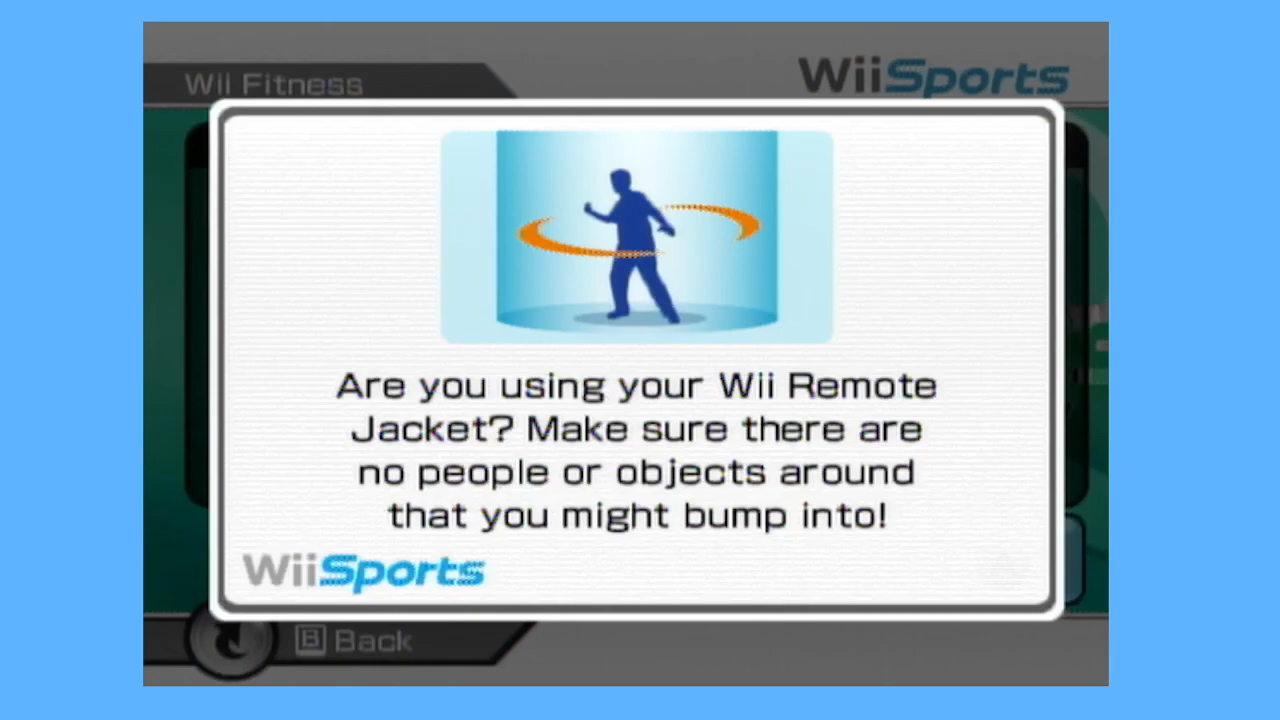 Wii Fitness
WiiSports
Are you using your Wii Remote
Jacket? Make sure there are
no people or objects around
that you might bump into!
WiiSports
B Back